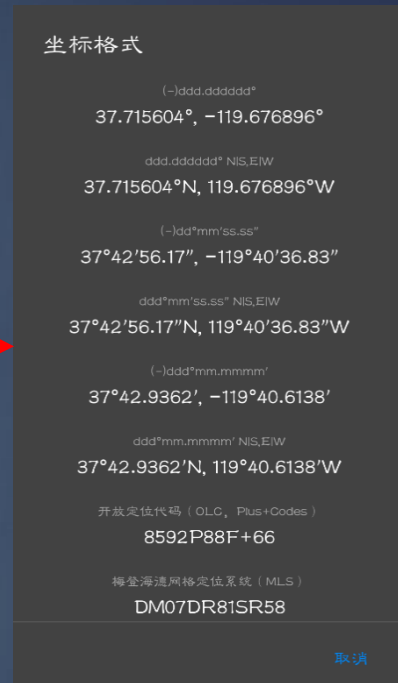 坐标格式
(-)ddd.dddddd°
37.715604°, -119.676896°
ddd.dddddd° N|S,E|W
37.715604°N, 119.676896°W
(-)dd°mm'ss.ss"
37°42'56.17", -119°40'36.83"
ddd°mm'ss.ss" N|S,E|W
37°42'56.17"N, 119°40'36.83"W
(-)ddd°mm.mmmm'
37°42.9362', -119°40.6138'
ddd°mm.mmmm' N|S,E|W
37°42.9362'N, 119°40.6138'W
开放定位代码（OLC，Plus+Codes）
8592P88F+66
梅登海德网格定位系统（MLS）
DM07DR81SR58
取消